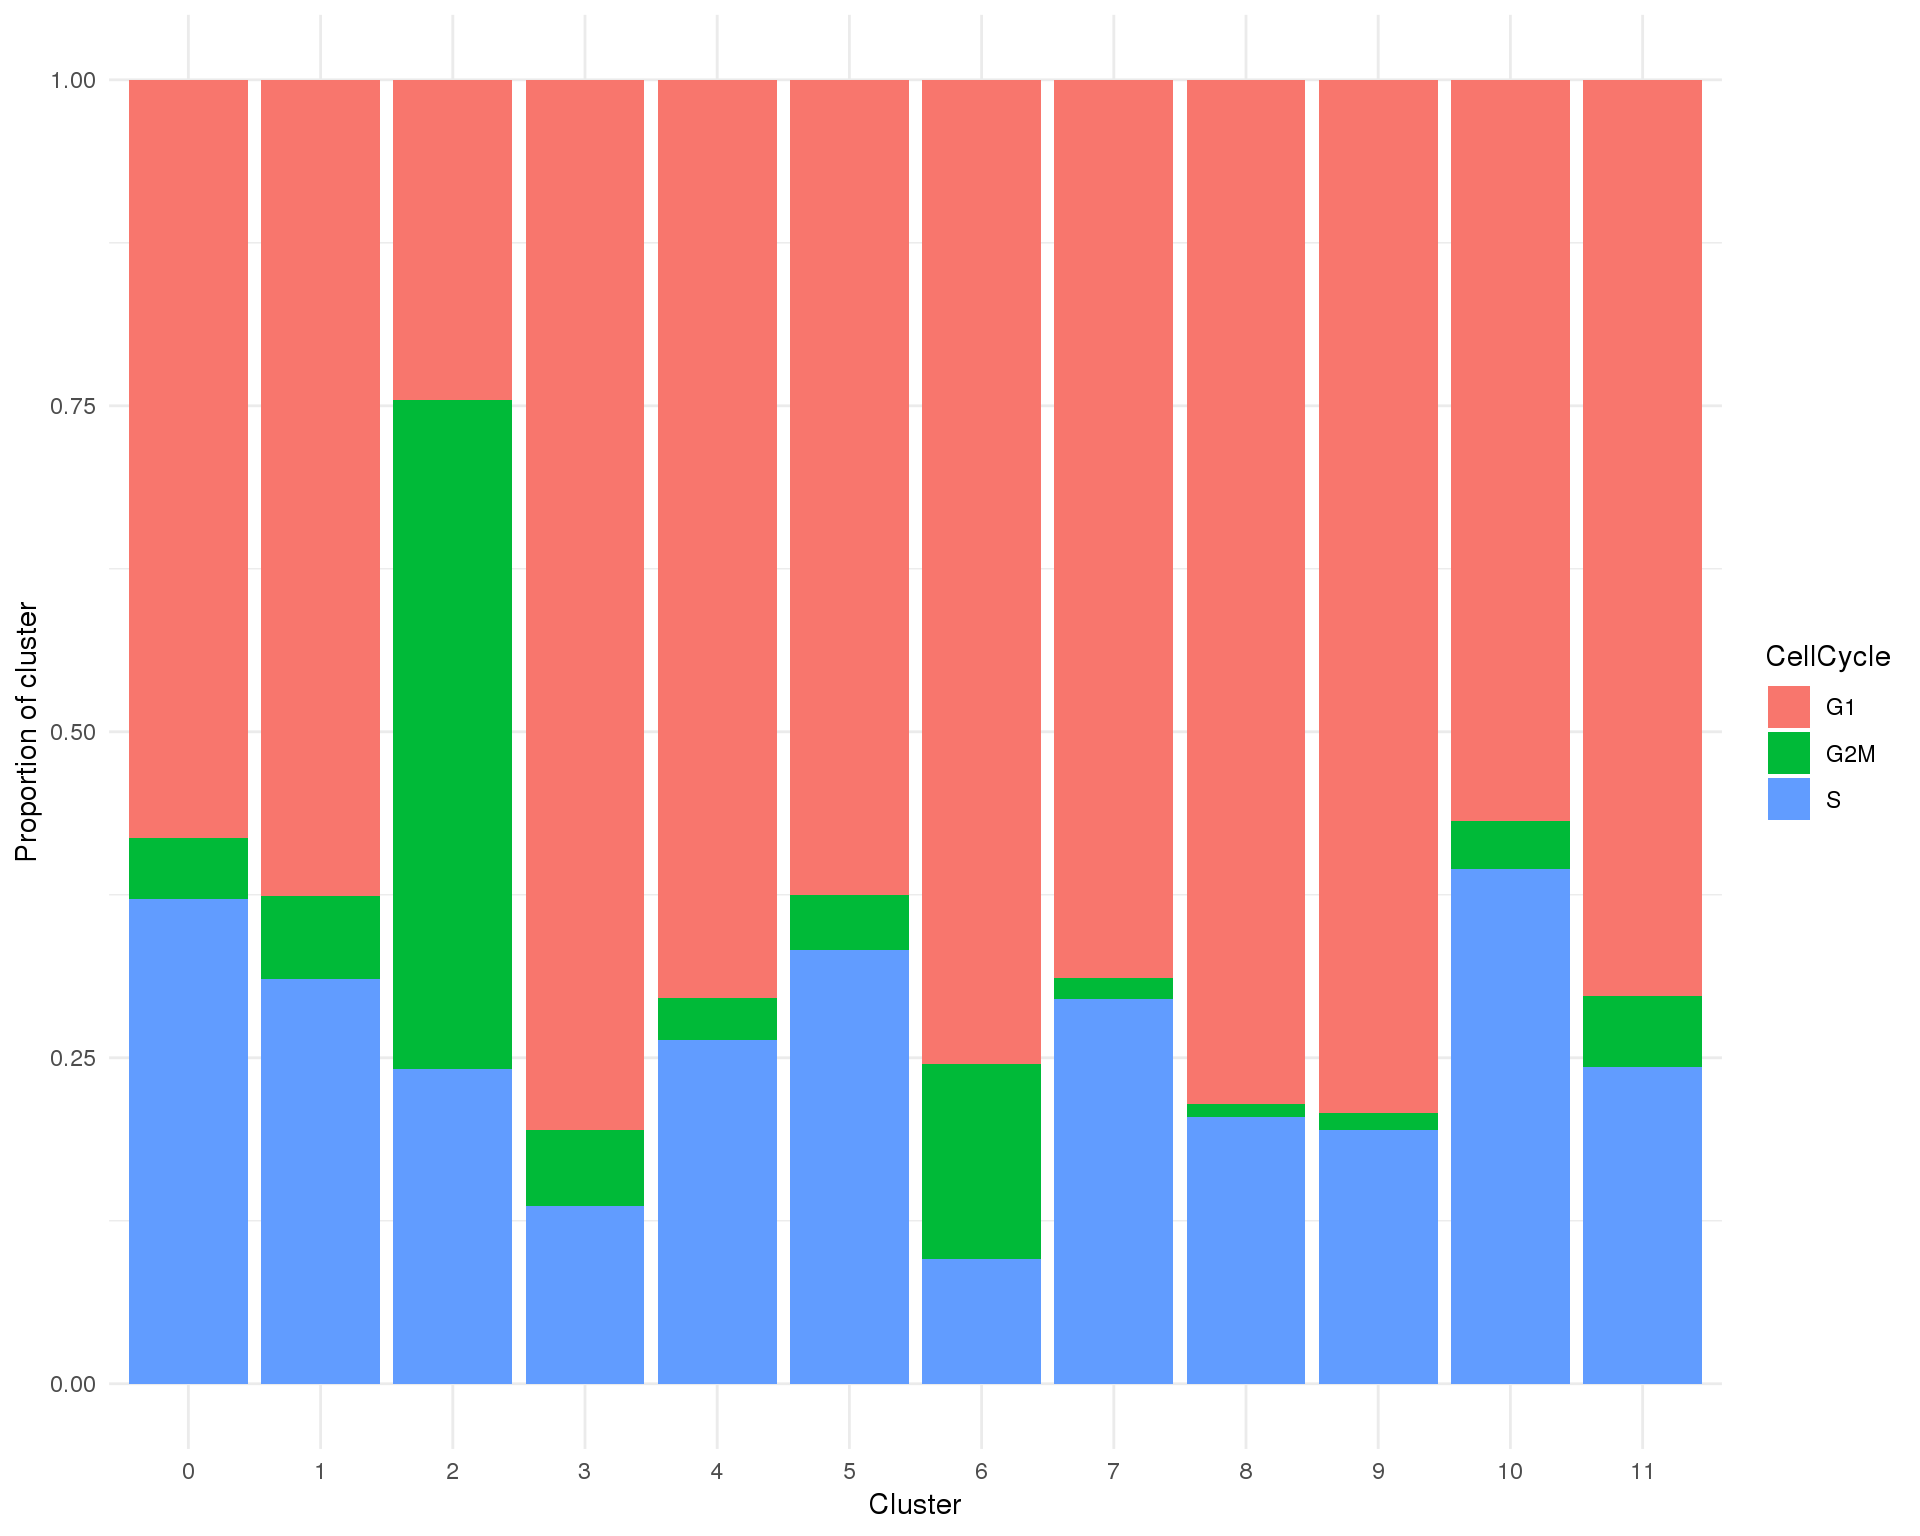 Proportion of cluster
1.00
0.75
0.50
0.25
0.00
0 1 2 3 4 5 6 7 8 9 10 11
Cluster
CellCycle
G1
G2M
S